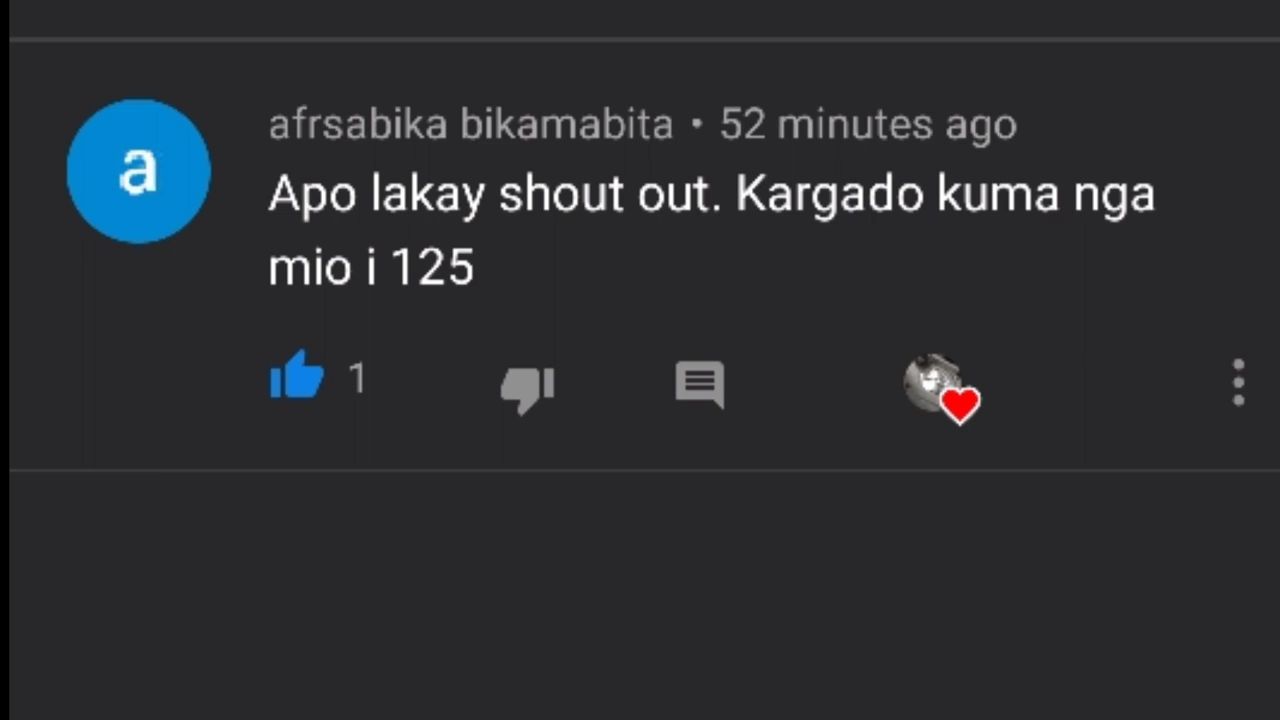 a
afrsabika bikamabita • 52 minutes ago
Apo lakay shout out. Kargado kuma nga
mio i 125
1